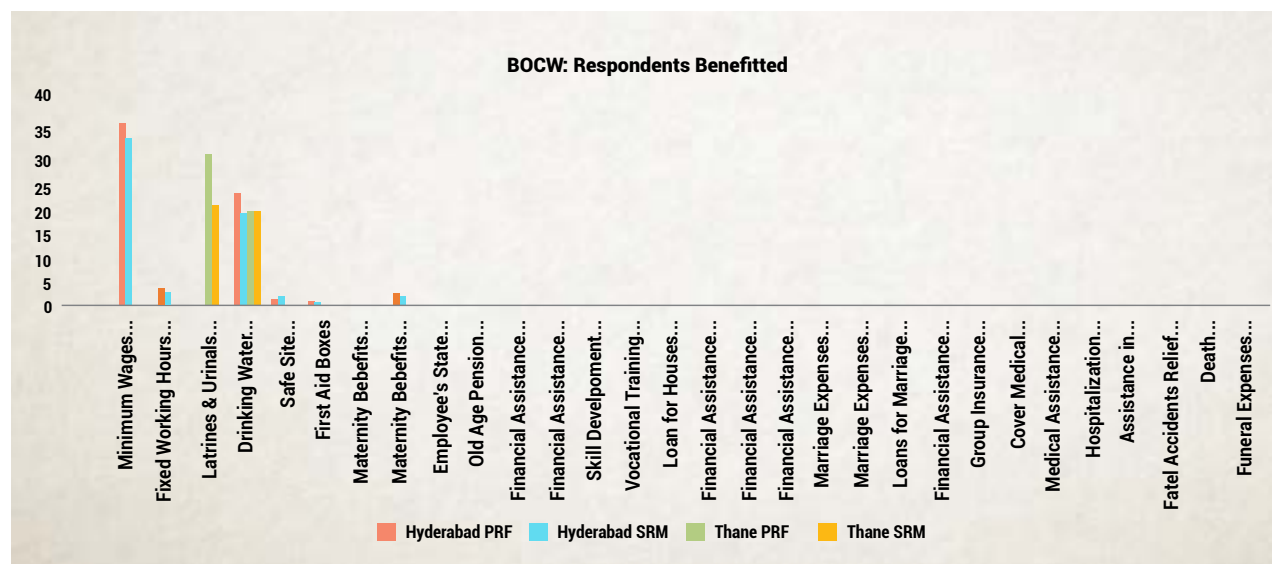 BOCW: Respondents Benefitted
40
35
30
25
20
15
10
5
0
Minimum Wages...
Fixed Working Hours...
Latrines & Urinals...
Drinking Water...
Safe Site...
First Aid Boxes
Maternity Bebefits...
Maternity Bebefits...
Employee's State...
Old Age Pension...
Financial Assistance...
Financial Assistance...
Skill Develpoment...
Vocational Training...
Loan for Houses...
Financial Assistance...
Financial Assistance...
Financial Assistance...
Marriage Expenses...
Marriage Expenses...
Loans for Marriage...
Financial Assistance...
Group Insurance...
Cover Medical...
Medical Assistance...
Hospitalization...
Assistance in...
Fatel Accidents Relief...
Death...
Funeral Expenses...
Hyderabad PRF
Hyderabad SRM
Thane PRF
Thane SRM